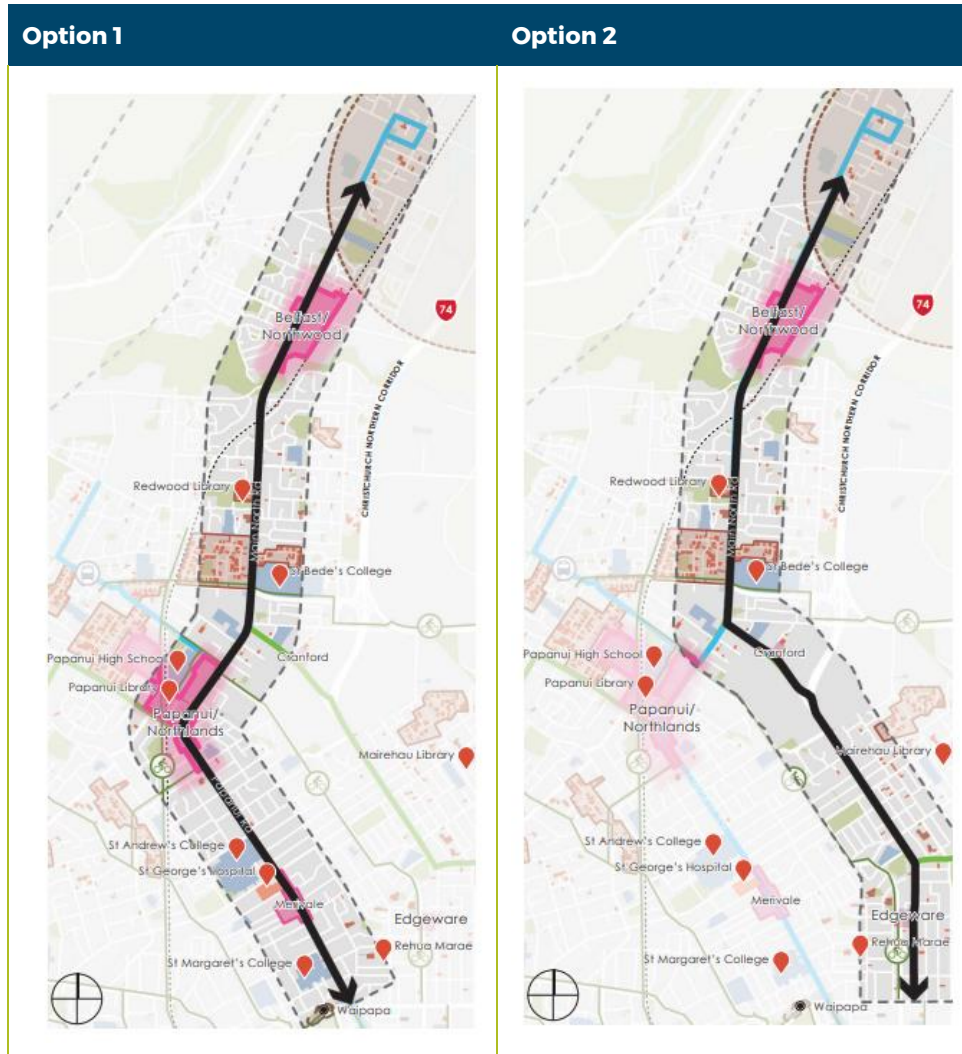 Option 1
Option 2
Belfast/
Northwood
74
CHRISTCHURCH NORTHERN CORRIDOR
Redwood Library
Main North Rd
St Bede's College
Cranford
Papanui High School
Papanui Library
Papanui/
Northlands
Mairehau Library
Papanui Rd
St Andrew's College
St George's Hospital
Merivale
Edgeware
Rehua Marae
St Margaret's College
Waipapa
Belfast/
Northwood
74
CHRISTCHURCH NORTHERN CORRIDOR
Redwood Library
Main North Rd
St Bede's College
Cranford
Papanui High School
Papanui Library
Papanui/
Northlands
Mairehau Library
St Andrew's College
St George's Hospital
Merivale
Edgeware
Rehua Marae
St Margaret's College
Waipapa